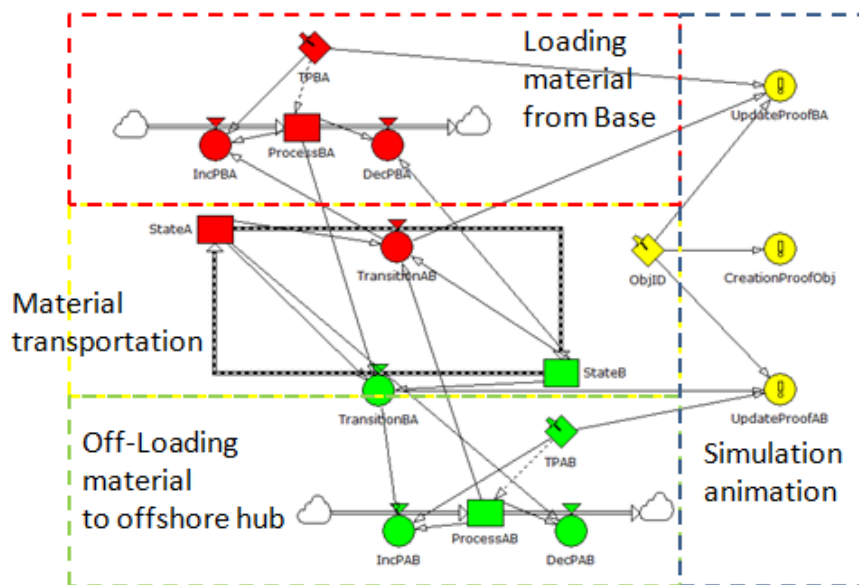 Loading
material
from Base
TPBA
UpdateProofBA
ProcessBA
IncPBA
DecPBA
StateA
TransitionAB
ObjID
CreationProofObj
Material
transportation
StateB
TransitionBA
UpdateProofAB
Off-Loading
material
to offshore hub
TPAB
Simulation
animation
ProcessAB
IncPAB
DecPAB